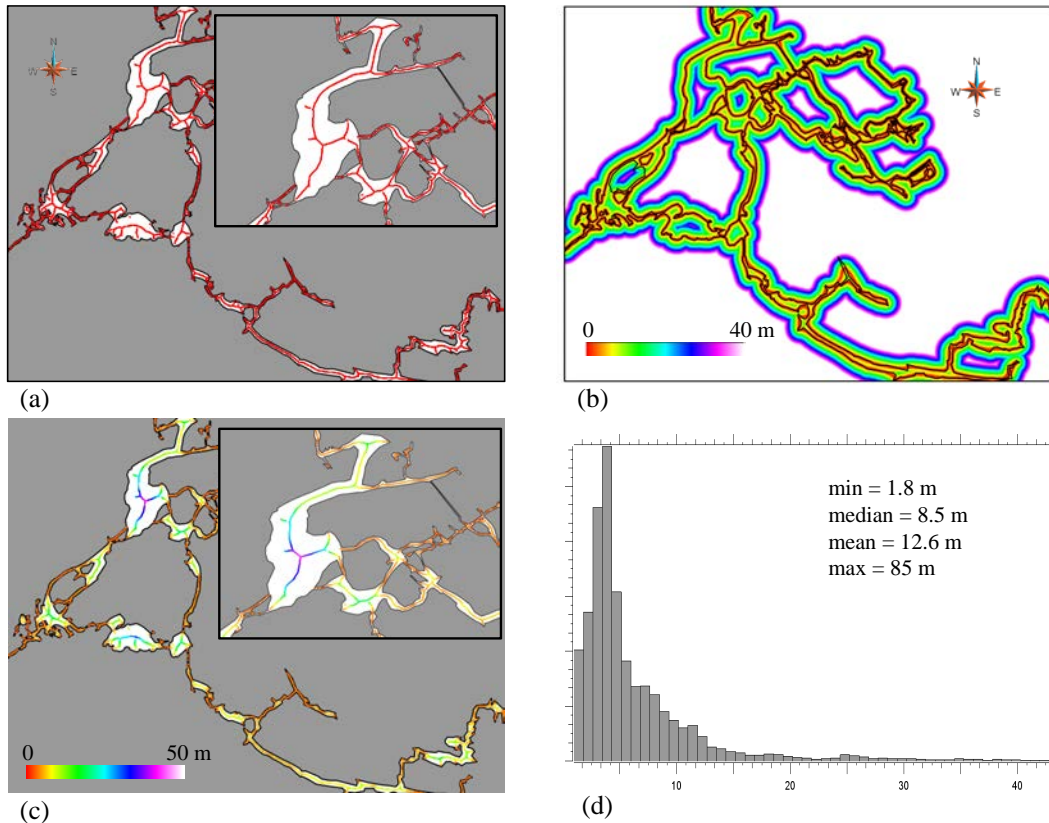 N
W E
S
N
W E
S
0 40 m
(a)
(b)
min = 1.8 m
median = 8.5 m
mean = 12.6 m
max = 85 m
0 50 m
10 20 30 40
(c)
(d)